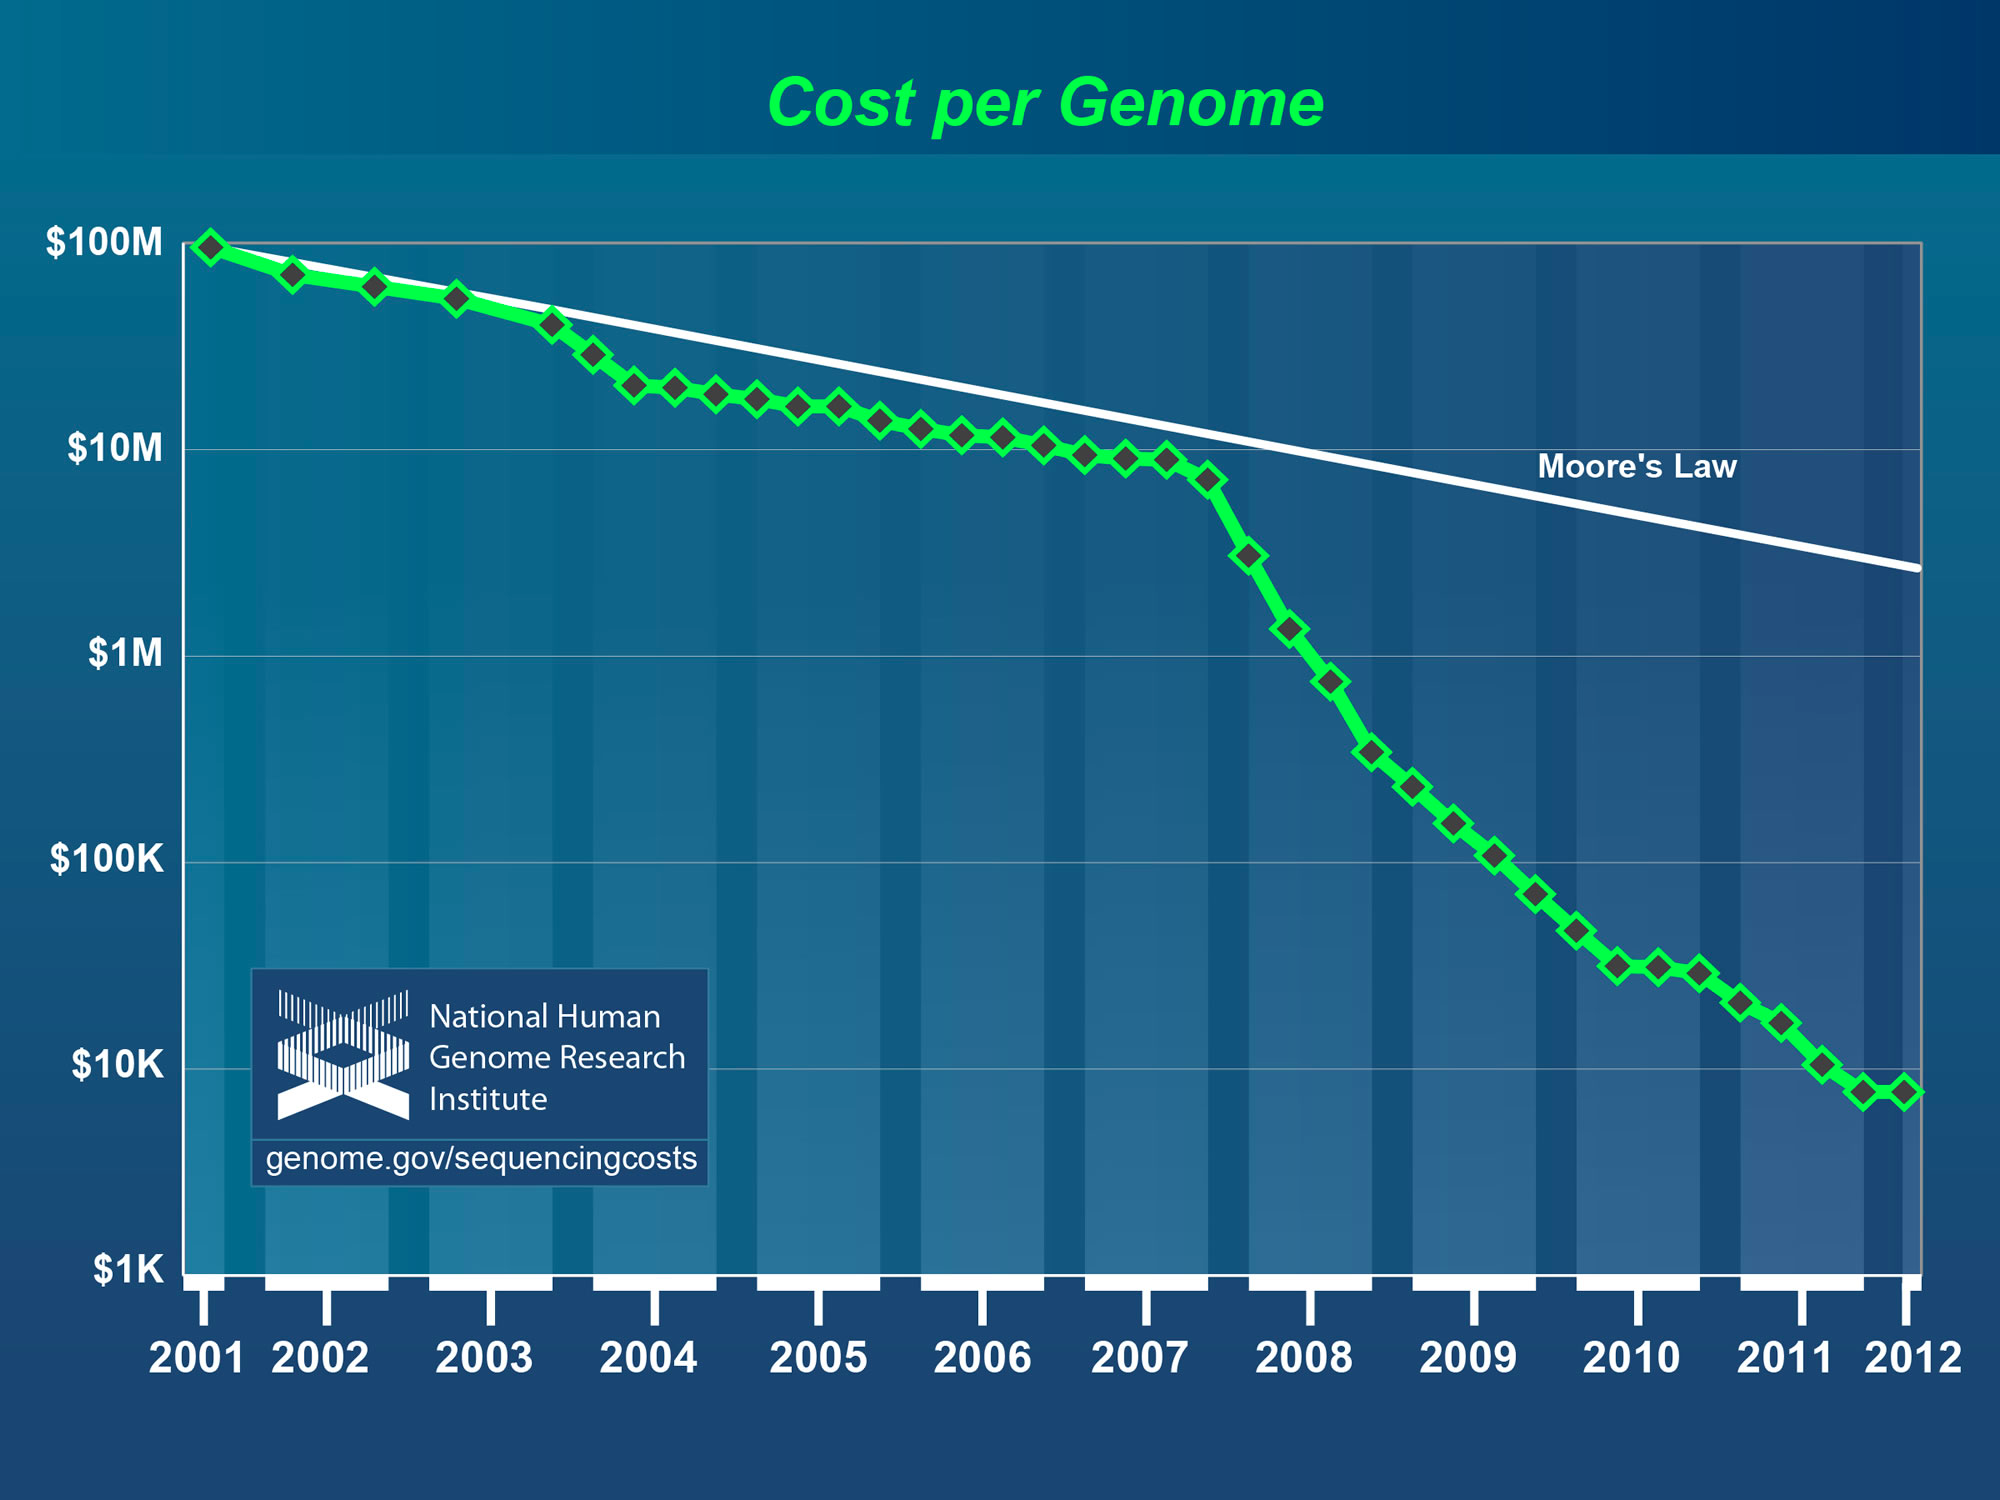 Cost per Genome
$100M
$10M
$1M
$100K
$10K
$1K
Moore's Law
National Human
Genome Research
Institute
genome.gov/sequencingcosts
2001 2002 2003 2004 2005 2006 2007 2008 2009 2010 2011 2012